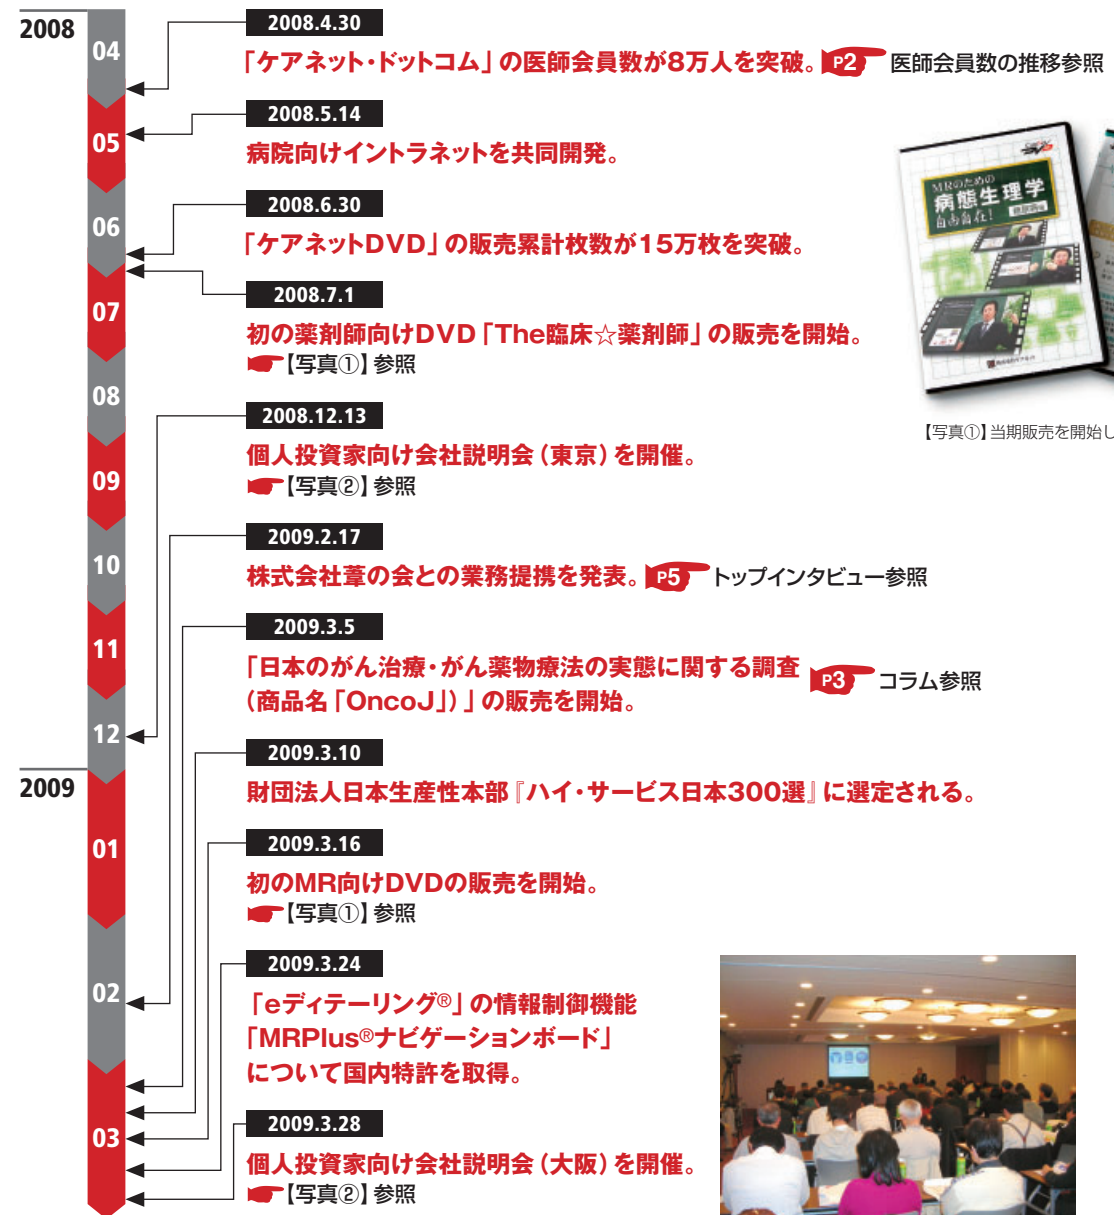 2008
04
05
06
07
08
09
10
11
12
2009
01
02
03
2008.4.30
「ケアネット・ドットコム」の医師会員数が8万人を突破。 P2 医師会員数の推移参照
2008.5.14
病院向けイントラネットを共同開発。
2008.6.30
「ケアネットDVD」の販売累計枚数が15万枚を突破。
2008.7.1
初の薬剤師向けDVD「The臨床☆薬剤師」の販売を開始。
【写真①】参照
2008.12.13
個人投資家向け会社説明会（東京）を開催。
【写真②】参照
2009.2.17
株式会社葦の会との業務提携を発表。 P5 トップインタビュー参照
2009.3.5
「日本のがん治療・がん薬物療法の実態に関する調査
（商品名「OncoJ」）」の販売を開始。 P3 コラム参照
2009.3.10
財団法人日本生産性本部『ハイ・サービス日本300選』に選定される。
2009.3.16
初のMR向けDVDの販売を開始。
【写真①】参照
2009.3.24
「eディテーリング®」の情報制御機能
「MRPlus®ナビゲーションボード」
について国内特許を取得。
2009.3.28
個人投資家向け会社説明会（大阪）を開催。
【写真②】参照
MRのための
病態生理学
自由自在！
【写真①】当期販売を開始し